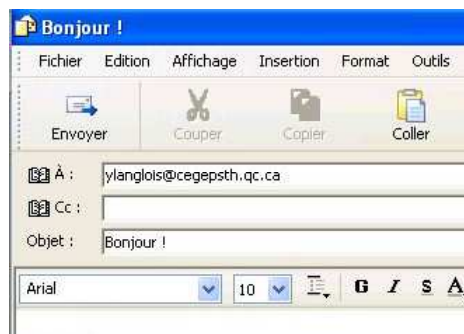 Bonjour !
Fichier Edition Affichage Insertion Format Outils
Envoyer Couper Copier Coller
À : ylanglois@cegepsth.qc.ca
Cc :
Objet : Bonjour !
Arial 10 G I S A